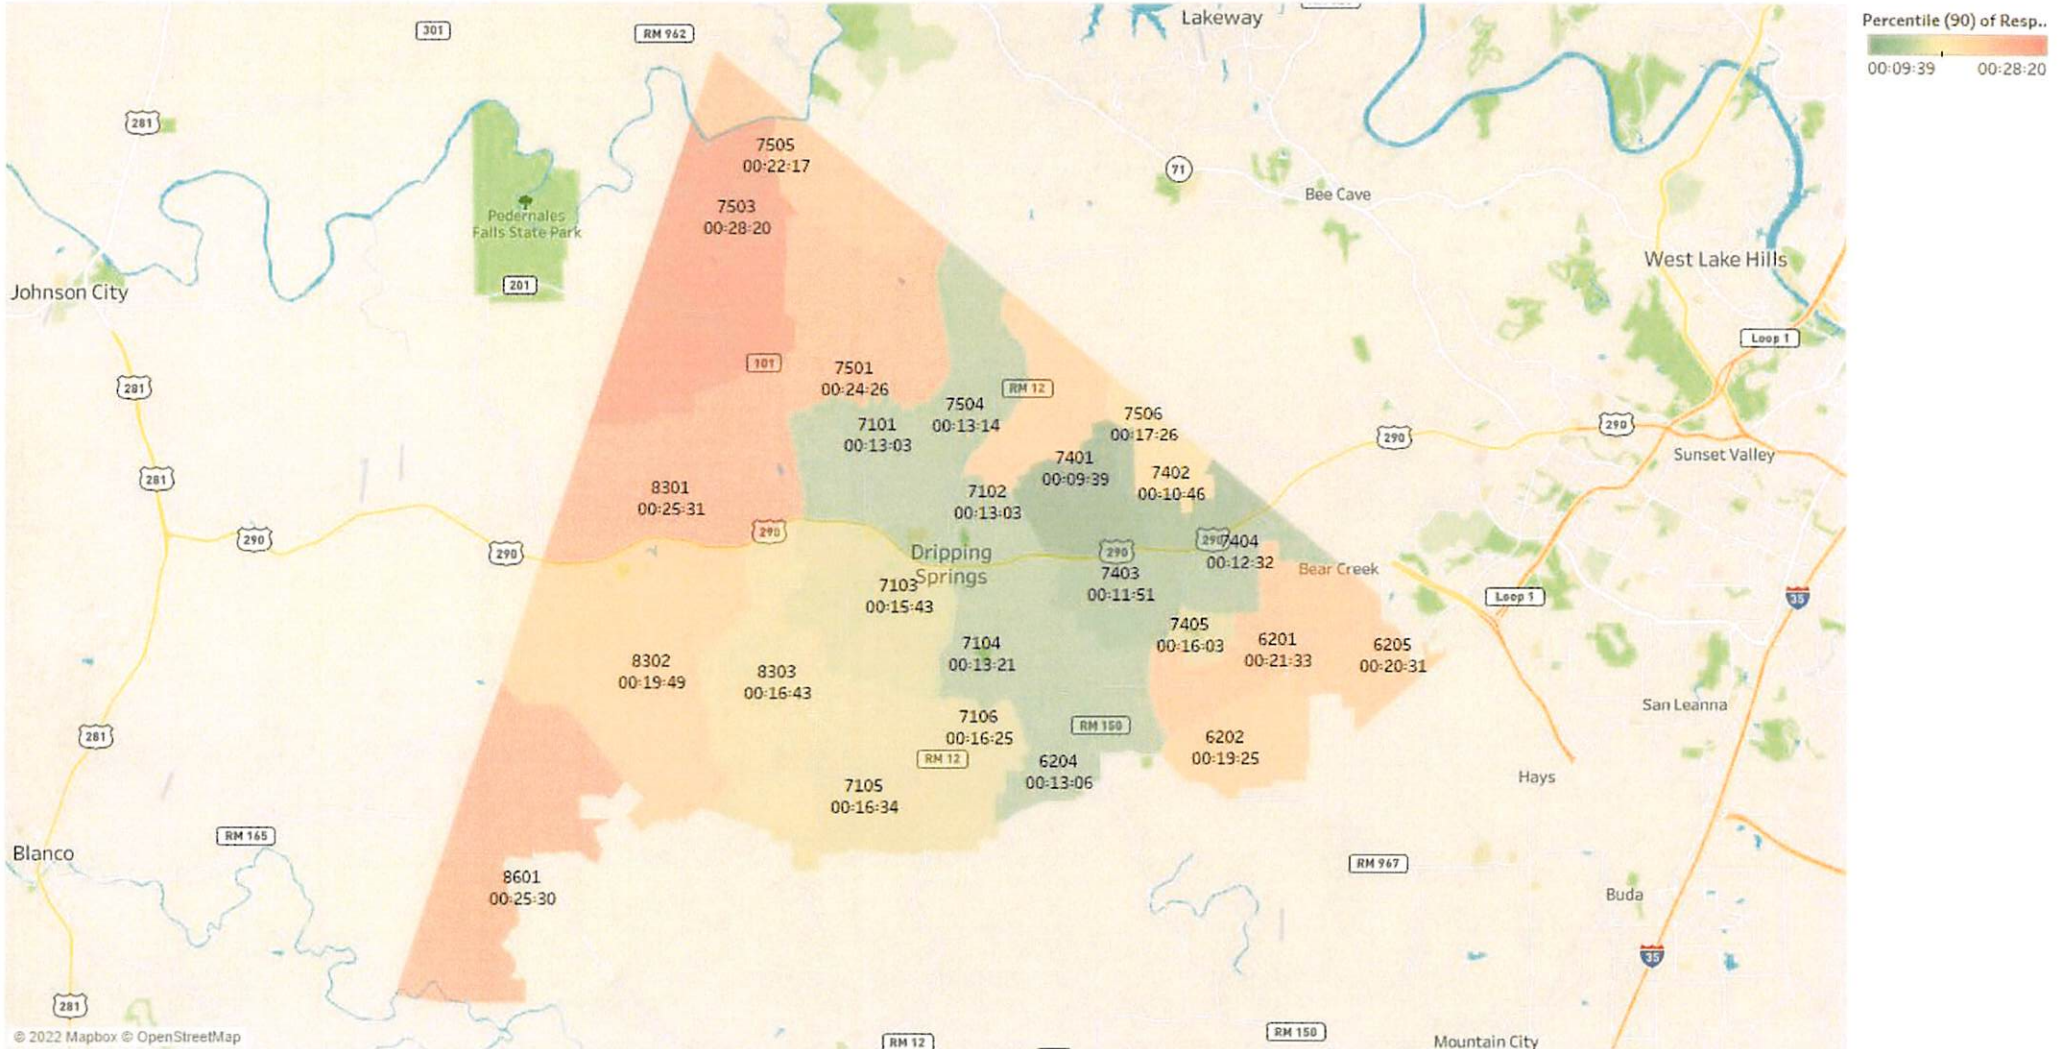 Lakeway
Percentile (90) of Resp..
00:09:39 00:28:20
301
RM 962
281
7505
00:22:17
71
Bee Cave
7503
00:28:20
Pedernales
Falls State Park
201
West Lake Hills
Johnson City
Loop 1
101
7501
00:24:26
RM 12
281
7504
00:13:14
7506
00:17:26
7101
00:13:03
290
290
Sunset Valley
7401
00:09:39
7402
00:10:46
281
8301
00:25:31
7102
00:13:03
290
290
290
Dripping
Springs
290
290
7404
00:12:32
Bear Creek
7403
00:11:51
7103
00:15:43
Loop 1
35
7405
00:16:03
6201
00:21:33
6205
00:20:31
7104
00:13:21
8302
00:19:49
8303
00:16:43
San Leanna
7106
00:16:25
RM 150
281
6202
00:19:25
RM 12
6204
00:13:06
Hays
7105
00:16:34
RM 165
Blanco
RM 967
8601
00:25:30
Buda
35
281
© 2022 Mapbox © OpenStreetMap
RM 12
RM 150
Mountain City